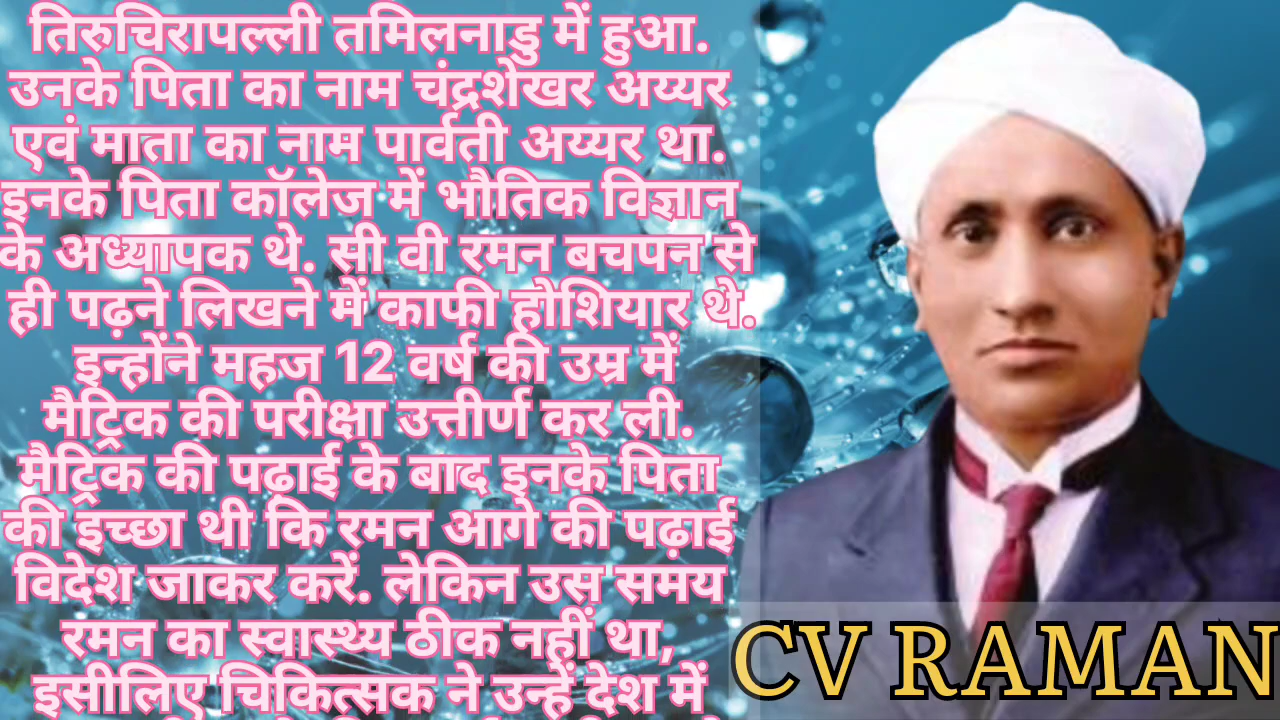 तिरुचिरापल्ली तमिलनाडु में हुआ.
उनके पिता का नाम चंद्रशेखर अय्यर
एवं माता का नाम पार्वती अय्यर था.
इनके पिता कॉलेज में भौतिक विज्ञान
के अध्यापक थे. सी वी रमन बचपन से
ही पढ़ने लिखने में काफी होशियार थे.
इन्होंने महज 12 वर्ष की उम्र में
मैट्रिक की परीक्षा उत्तीर्ण कर ली.
मैट्रिक की पढ़ाई के बाद इनके पिता
की इच्छा थी कि रमन आगे की पढ़ाई
विदेश जाकर करें. लेकिन उस समय
रमन का स्वास्थ्य ठीक नहीं था,
इसीलिए चिकित्सक ने उन्हें देश में
CV RAMAN